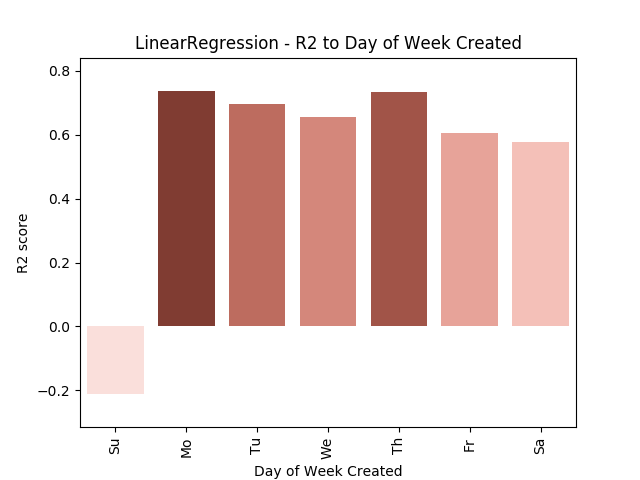 LinearRegression - R2 to Day of Week Created
0.8
0.6
0.4
0.2
0.0
−0.2
R2 score
Su Mo Tu We Th Fr Sa
Day of Week Created